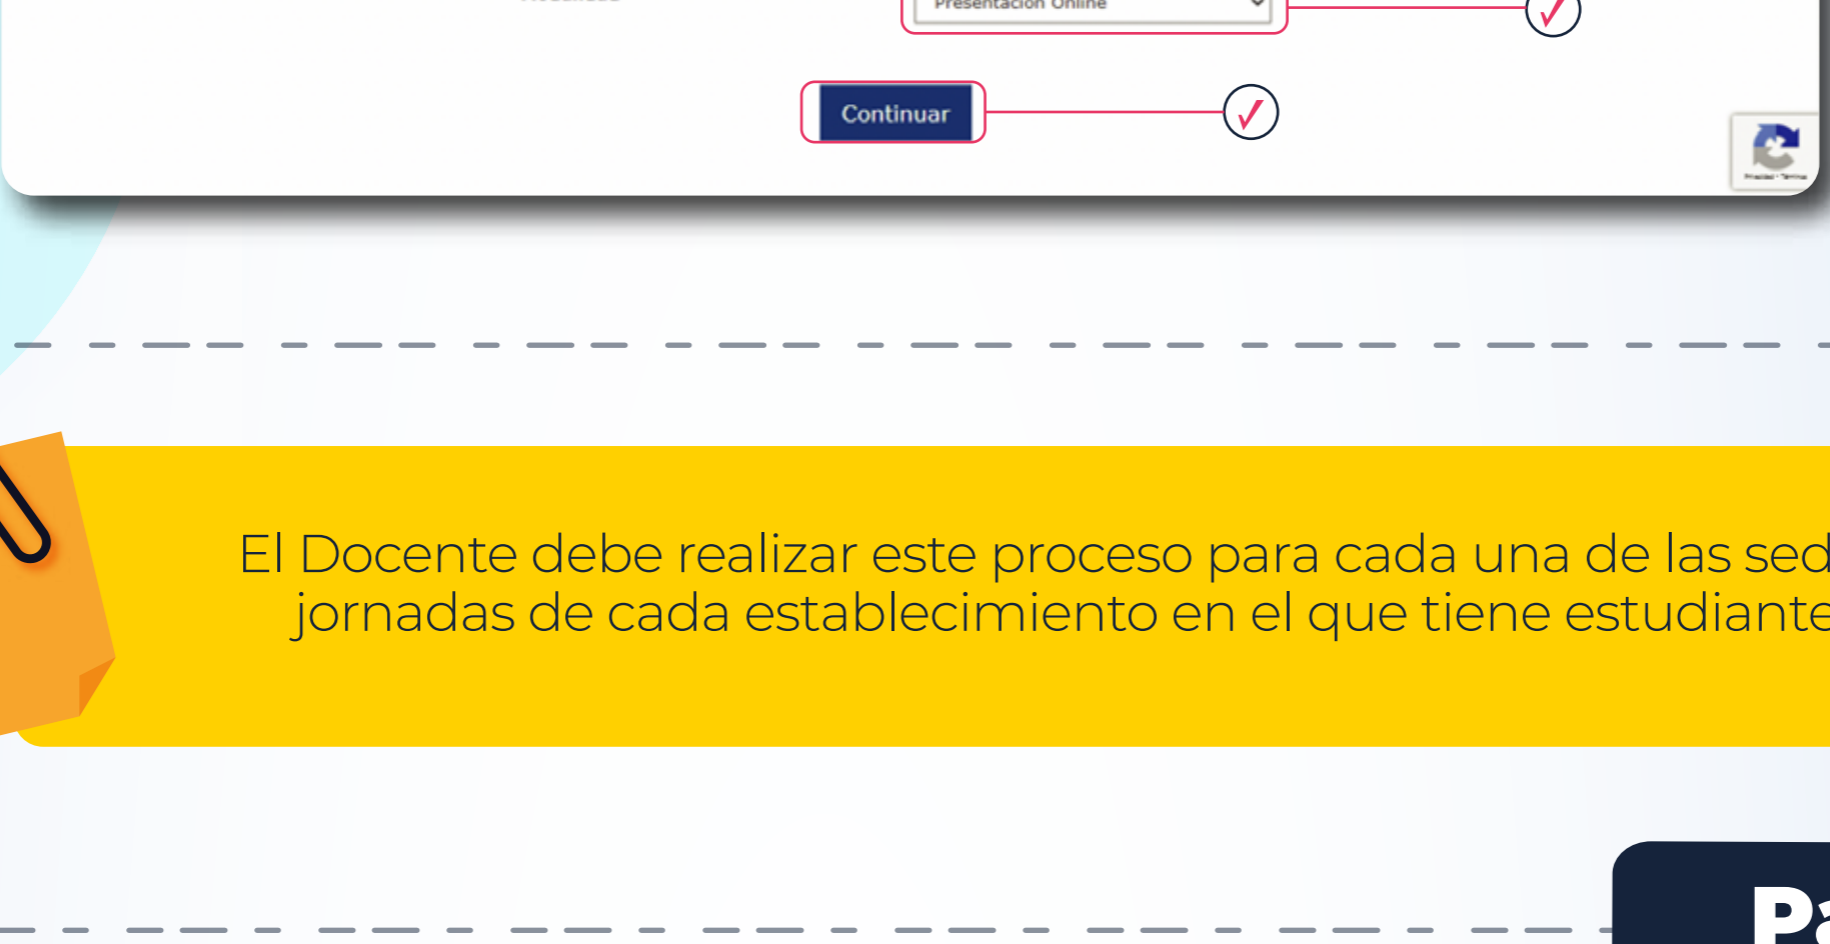 Presentación Online
Continuar
El Docente debe realizar este proceso para cada una de las sed
jornadas de cada establecimiento en el que tiene estudiante
Pa